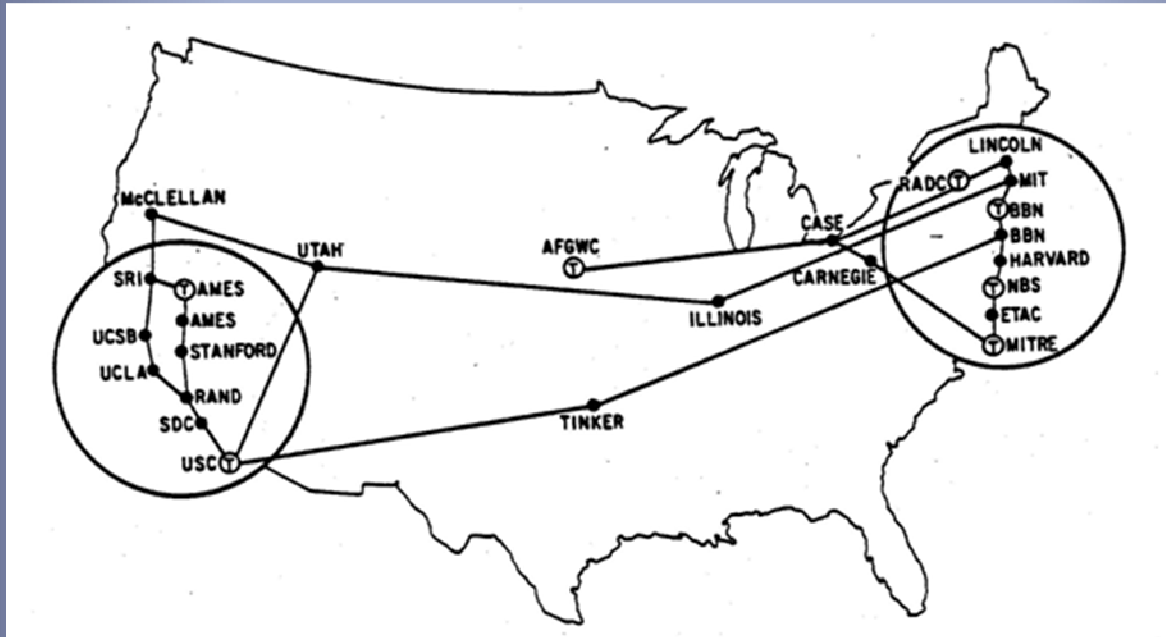 McCLELLAN
SRI
T AMES
AMES
UCSB
STANFORD
UCLA
RAND
SDC
USC T
UTAH
AFGWC
T
TINKER
ILLINOIS
CASE
CARNEGIE
LINCOLN
RADC T
MIT
T BBN
BBN
HARVARD
T NBS
ETAC
T MITRE